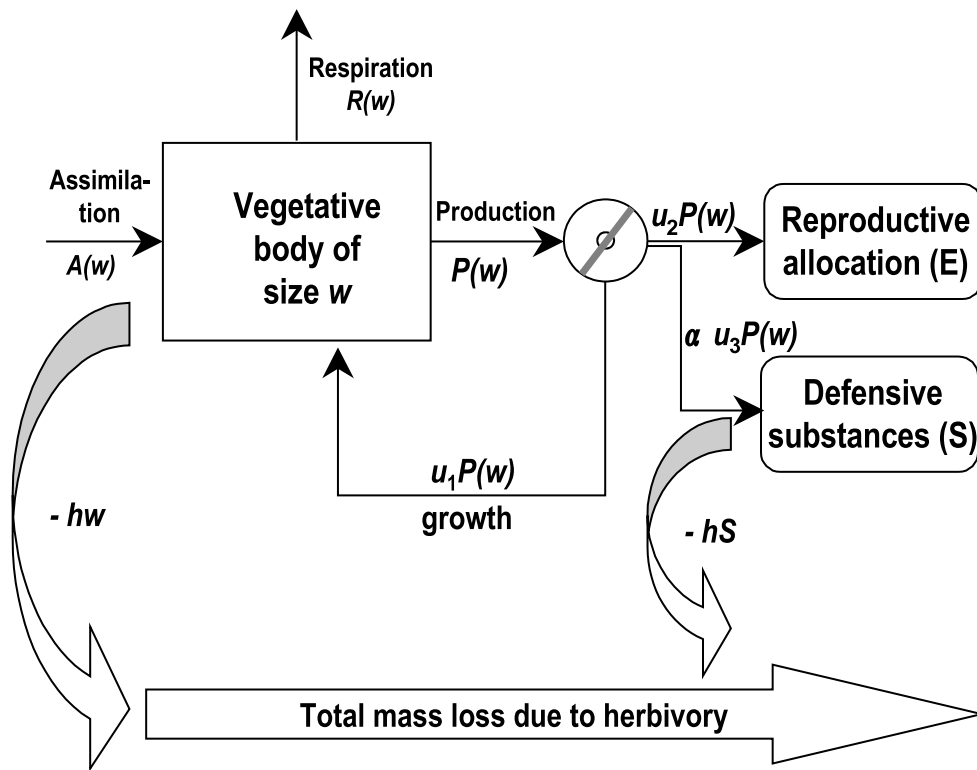 Respiration
R(w)
Assimila-
tion
A(w)
Vegetative
body of
size w
Production
P(w)
u₂P(w)
Reproductive
allocation (E)
α u₃P(w)
Defensive
substances (S)
u₁P(w)
growth
- hw
- hS
Total mass loss due to herbivory